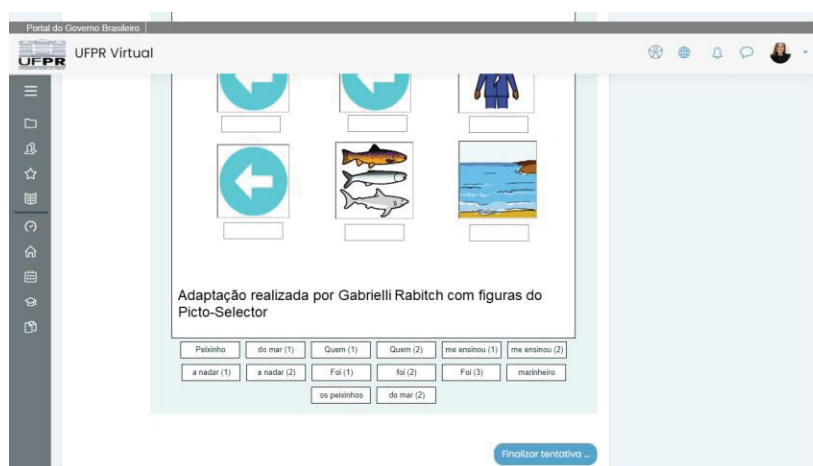 Portal do Governo Brasileiro
UFPR
UFPR Virtual
Adaptação realizada por Gabrielli Rabitch com figuras do
Picto-Selector
Peixinho
do mar (1)
Quem (1)
Quem (2)
me ensinou (1)
me ensinou (2)
a nadar (1)
a nadar (2)
Foi (1)
foi (2)
Foi (3)
marinheiro
os peixinhos
do mar (2)
Finalizar tentativa ...